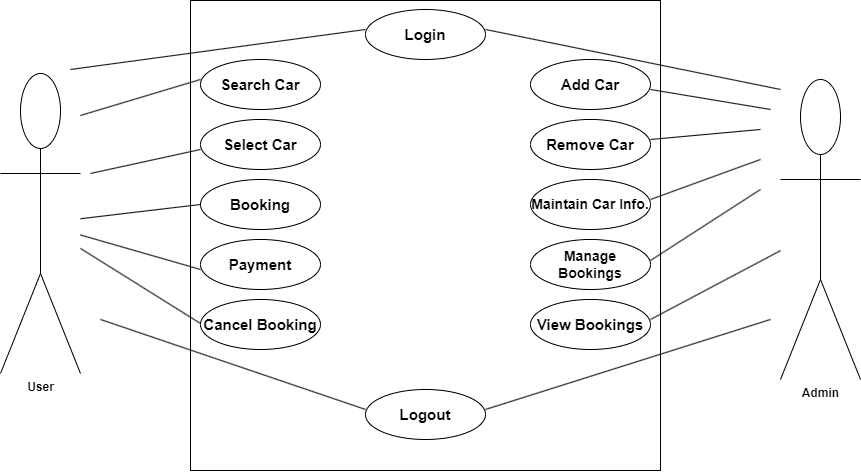 Login
Search Car
Add Car
Select Car
Remove Car
Booking
Maintain Car Info.
Payment
Manage
Bookings
Cancel Booking
View Bookings
User
Admin
Logout